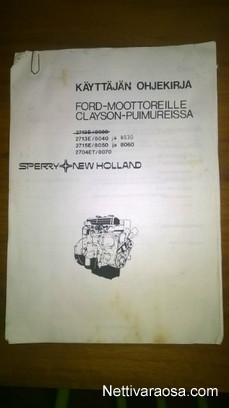 KÄYTTÄJÄN OHJEKIRJA
FORD-MOOTTOREILLE
CLAYSON-PUIMUREISSA
2713E/8040 ja 8030
2715E/8050 ja 8060
2704ET/8070
SPERRY NEW HOLLAND
Nettivaraosa.com